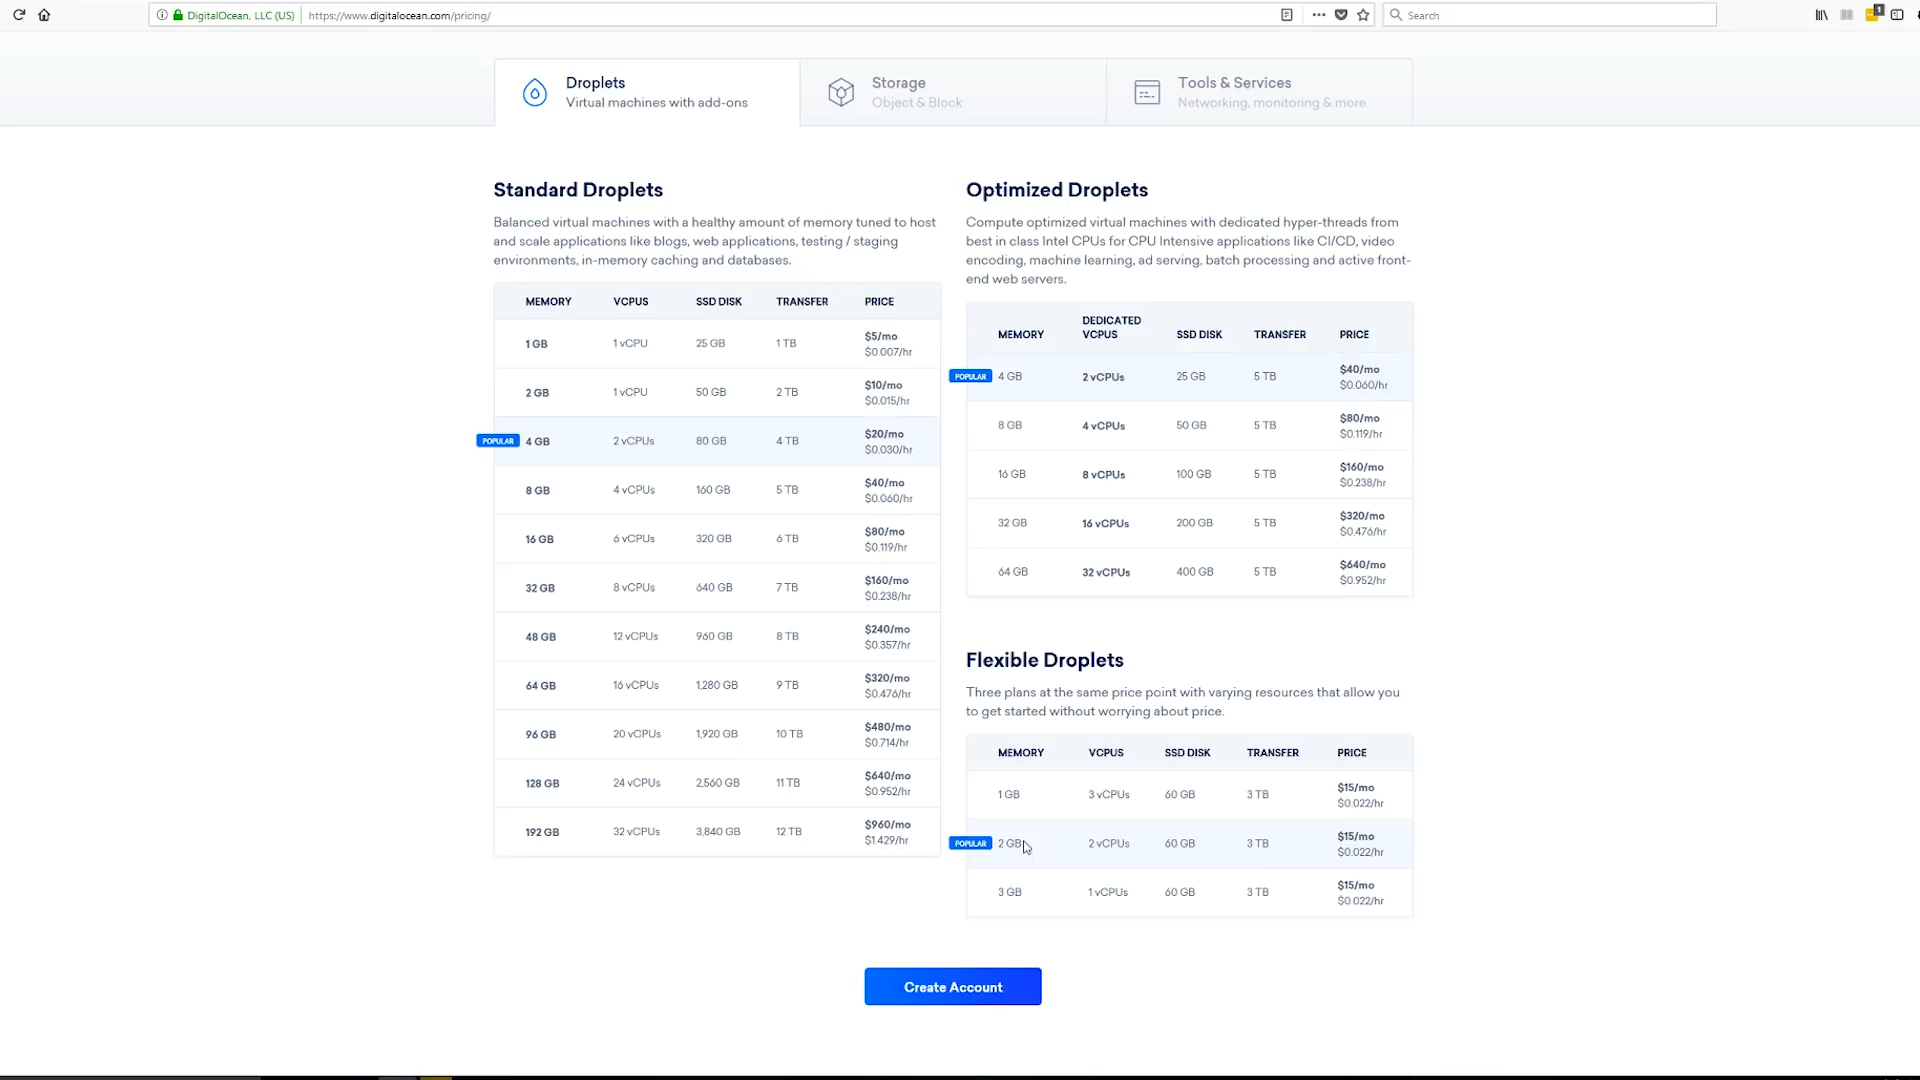 DigitalOcean, LLC (US) https://www.digitalocean.com/pricing/ Search 1
Droplets
Virtual machines with add-ons
Storage
Object & Block
Tools & Services
Networking, monitoring & more
Standard Droplets
Balanced virtual machines with a healthy amount of memory tuned to host
and scale applications like blogs, web applications, testing / staging
environments, in-memory caching and databases.
MEMORY VCPUS SSD DISK TRANSFER PRICE
1 GB 1 vCPU 25 GB 1 TB $5/mo
$0.007/hr
2 GB 1 vCPU 50 GB 2 TB $10/mo
$0.015/hr
POPULAR 4 GB 2 vCPUs 80 GB 4 TB $20/mo
$0.030/hr
8 GB 4 vCPUs 160 GB 5 TB $40/mo
$0.060/hr
16 GB 6 vCPUs 320 GB 6 TB $80/mo
$0.119/hr
32 GB 8 vCPUs 640 GB 7 TB $160/mo
$0.238/hr
48 GB 12 vCPUs 960 GB 8 TB $240/mo
$0.357/hr
64 GB 16 vCPUs 1,280 GB 9 TB $320/mo
$0.476/hr
96 GB 20 vCPUs 1,920 GB 10 TB $480/mo
$0.714/hr
128 GB 24 vCPUs 2,560 GB 11 TB $640/mo
$0.952/hr
192 GB 32 vCPUs 3,840 GB 12 TB $960/mo
$1.429/hr
Optimized Droplets
Compute optimized virtual machines with dedicated hyper-threads from
best in class Intel CPUs for CPU Intensive applications like CI/CD, video
encoding, machine learning, ad serving, batch processing and active front-
end web servers.
MEMORY DEDICATED VCPUS SSD DISK TRANSFER PRICE
POPULAR 4 GB 2 vCPUs 25 GB 5 TB $40/mo
$0.060/hr
8 GB 4 vCPUs 50 GB 5 TB $80/mo
$0.119/hr
16 GB 8 vCPUs 100 GB 5 TB $160/mo
$0.238/hr
32 GB 16 vCPUs 200 GB 5 TB $320/mo
$0.476/hr
64 GB 32 vCPUs 400 GB 5 TB $640/mo
$0.952/hr
Flexible Droplets
Three plans at the same price point with varying resources that allow you
to get started without worrying about price.
MEMORY VCPUS SSD DISK TRANSFER PRICE
1 GB 3 vCPUs 60 GB 3 TB $15/mo
$0.022/hr
POPULAR 2 GB 2 vCPUs 60 GB 3 TB $15/mo
$0.022/hr
3 GB 1 vCPUs 60 GB 3 TB $15/mo
$0.022/hr
Create Account